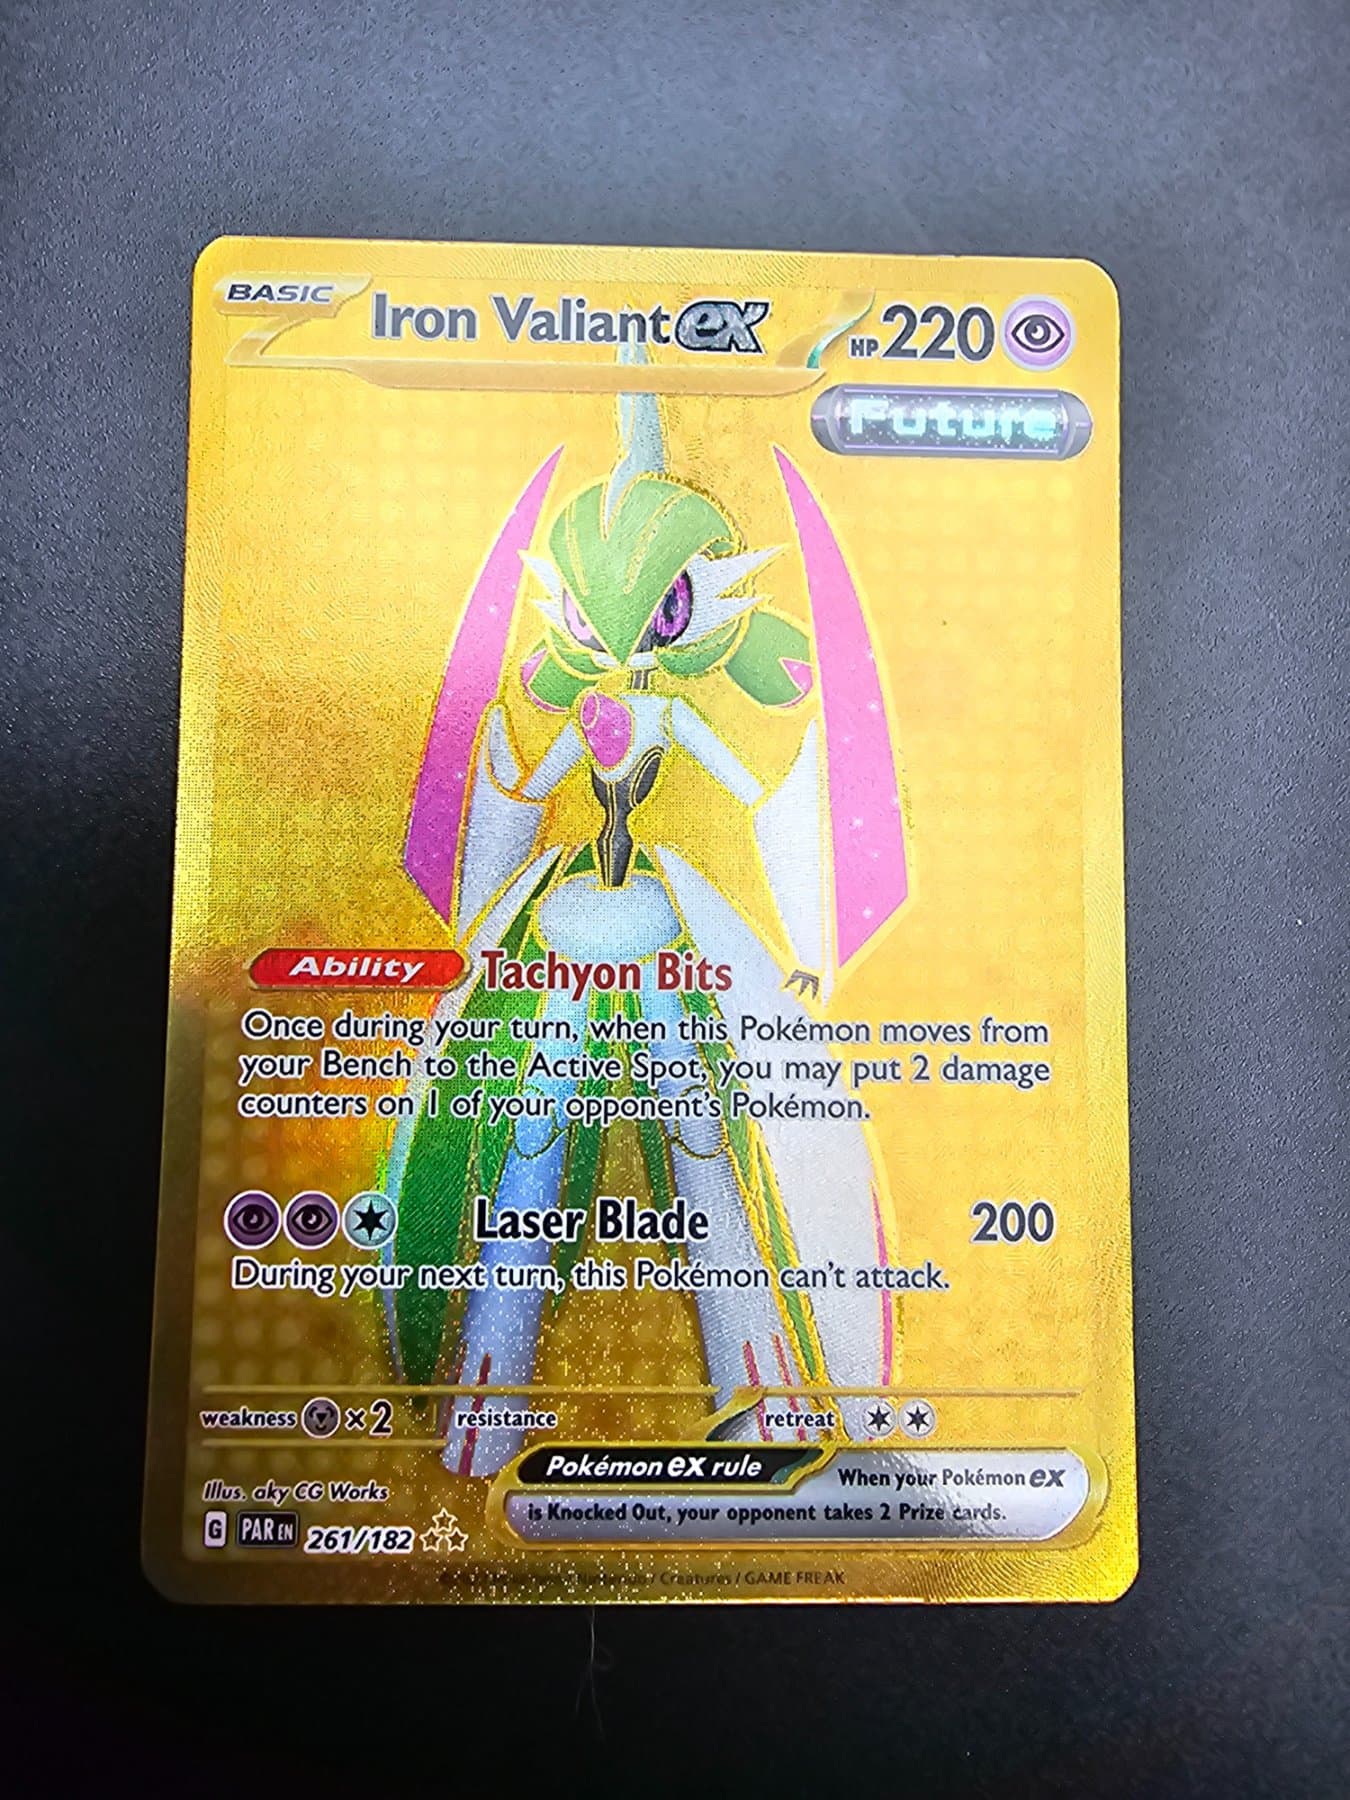 BASIC
Iron Valiant ex HP 220
Future
Ability Tachyon Bits
Once during your turn, when this Pokémon moves from
your Bench to the Active Spot, you may put 2 damage
counters on 1 of your opponent's Pokémon.
Laser Blade 200
During your next turn, this Pokémon can't attack.
weakness ×2 resistance retreat
Pokémon ex rule When your Pokémon ex
is Knocked Out, your opponent takes 2 Prize cards.
Illus. aky CG Works
G PAR EN 261/182
Nintendo / Creatures / GAME FREAK